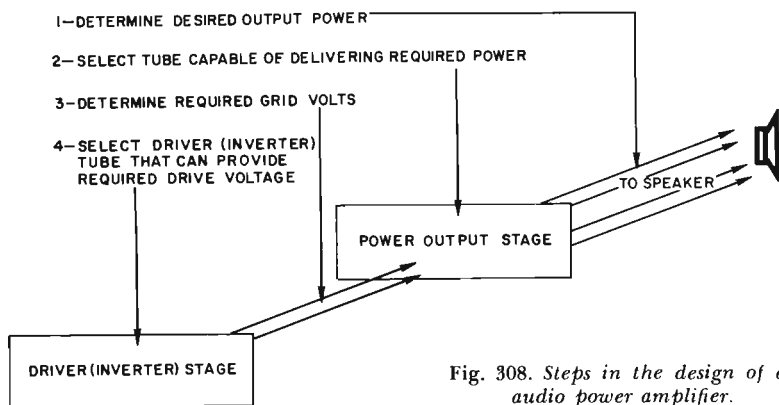 1-DETERMINE DESIRED OUTPUT POWER
2-SELECT TUBE CAPABLE OF DELIVERING REQUIRED POWER
3-DETERMINE REQUIRED GRID VOLTS
4-SELECT DRIVER (INVERTER)
TUBE THAT CAN PROVIDE
REQUIRED DRIVE VOLTAGE
TO SPEAKER
POWER OUTPUT STAGE
DRIVER (INVERTER) STAGE
Fig. 308. Steps in the design of
audio power amplifier.